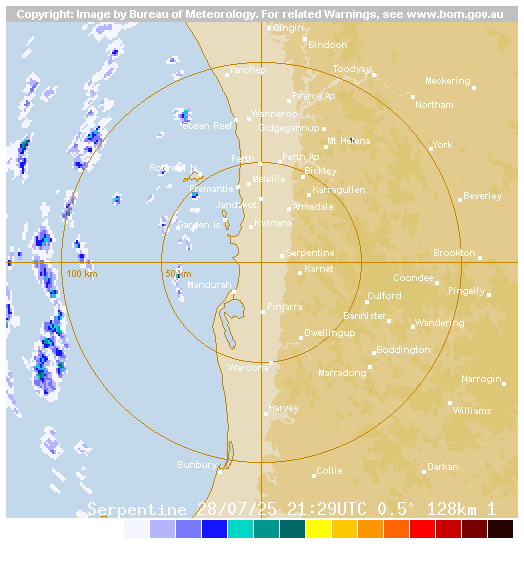 Copyright: Image by Bureau of Meteorology. For related Warnings, see www.bom.gov.au
Gingin
Bindoon
Yanchep
Toodyay
Meckering
Pearce Ap
Northam
Wanneroo
Ocean Reef
Gidgegannup
Mt Helena
York
Perth
Perth Ap
Rottnest Is
Bickley
Melville
Fremantle
Karragullen
Beverley
Jandakot
Armadale
Garden Is
Kwinana
Serpentine
Brookton
100 km
50 km
Karnet
Coondee
Mandurah
Culford
Pingelly
Pinjarra
Bannister
Wandering
Dwellingup
Boddington
Waroona
Marradong
Narrogin
Harvey
Williams
Bunbury
Collie
Darkan
Serpentine 28/07/25 21:29UTC 0.5° 128km 1